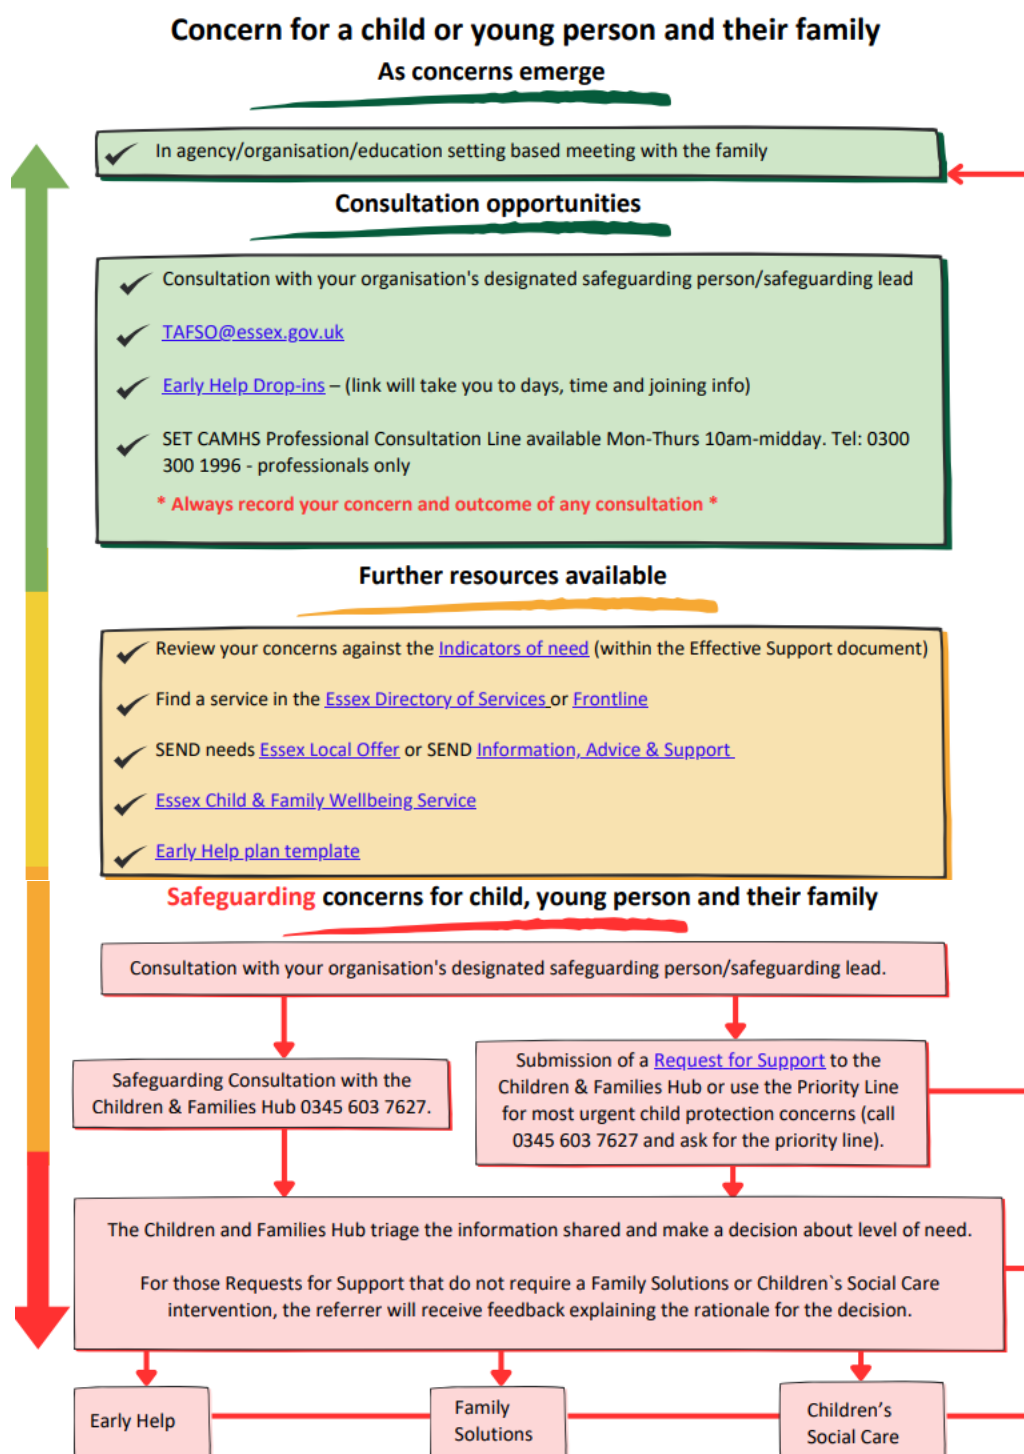 Concern for a child or young person and their family
As concerns emerge
In agency/organisation/education setting based meeting with the family
Consultation opportunities
Consultation with your organisation's designated safeguarding person/safeguarding lead
TAFSO@essex.gov.uk
Early Help Drop-ins – (link will take you to days, time and joining info)
SET CAMHS Professional Consultation Line available Mon-Thurs 10am-midday. Tel: 0300
300 1996 - professionals only
* Always record your concern and outcome of any consultation *
Further resources available
Review your concerns against the Indicators of need (within the Effective Support document)
Find a service in the Essex Directory of Services or Frontline
SEND needs Essex Local Offer or SEND Information, Advice & Support
Essex Child & Family Wellbeing Service
Early Help plan template
Safeguarding concerns for child, young person and their family
Consultation with your organisation's designated safeguarding person/safeguarding lead.
Safeguarding Consultation with the
Children & Families Hub 0345 603 7627.
Submission of a Request for Support to the
Children & Families Hub or use the Priority Line
for most urgent child protection concerns (call
0345 603 7627 and ask for the priority line).
The Children and Families Hub triage the information shared and make a decision about level of need.
For those Requests for Support that do not require a Family Solutions or Children`s Social Care
intervention, the referrer will receive feedback explaining the rationale for the decision.
Early Help
Family
Solutions
Children’s
Social Care